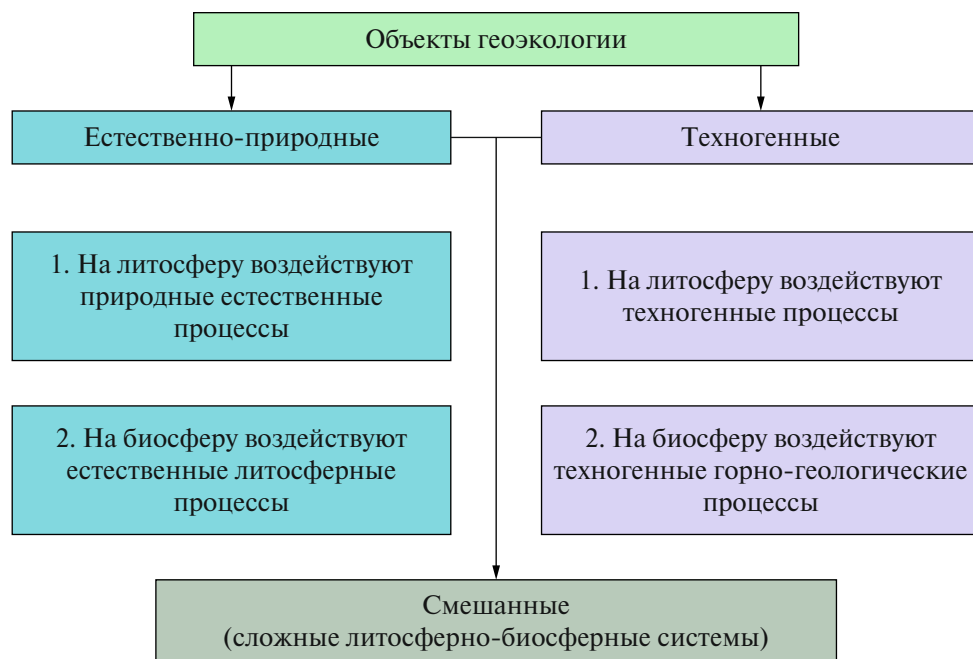 Объекты геоэкологии
Естественно-природные
Техногенные
1. На литосферу воздействуют
природные естественные
процессы
1. На литосферу воздействуют
техногенные процессы
2. На биосферу воздействуют
естественные литосферные
процессы
2. На биосферу воздействуют
техногенные горно-геологические
процессы
Смешанные
(сложные литосферно-биосферные системы)